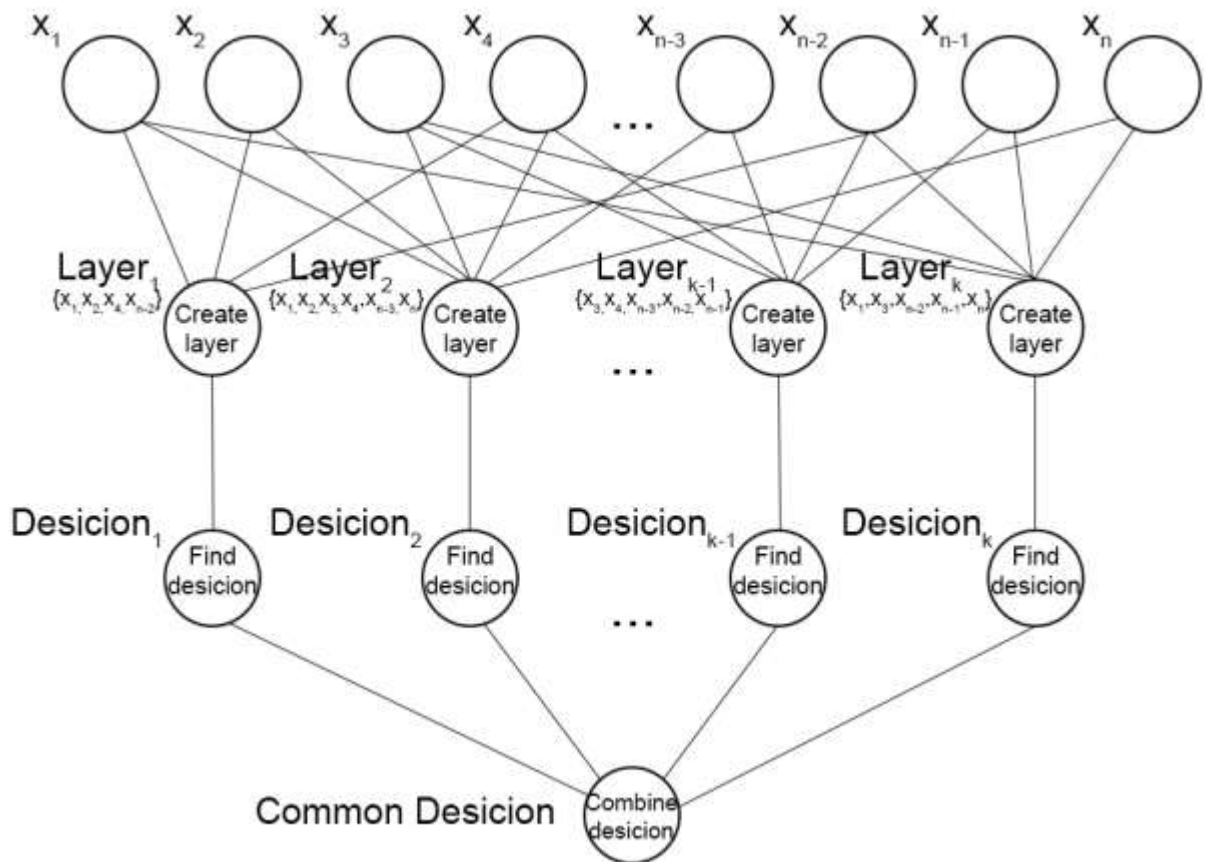 x₁ x₂ x₃ x₄ xₙ₋₃ xₙ₋₂ xₙ₋₁ xₙ
...
Layer₁ Layer₂ Layerₖ₋₁ Layerₖ
{x₁,x₂,x₄,xₙ₋₂} {x₁,x₂,x₃,x₄,xₙ₋₃,xₙ} {x₃,x₄,xₙ₋₃,xₙ₋₂,xₙ₋₁} {x₁,x₃,xₙ₋₂,xₙ₋₁,xₙ}
Create Create Create Create
layer layer layer layer
...
Desicion₁ Desicion₂ Desicionₖ₋₁ Desicionₖ
Find Find Find Find
desicion desicion desicion desicion
...
Common Desicion
Combine
desicion